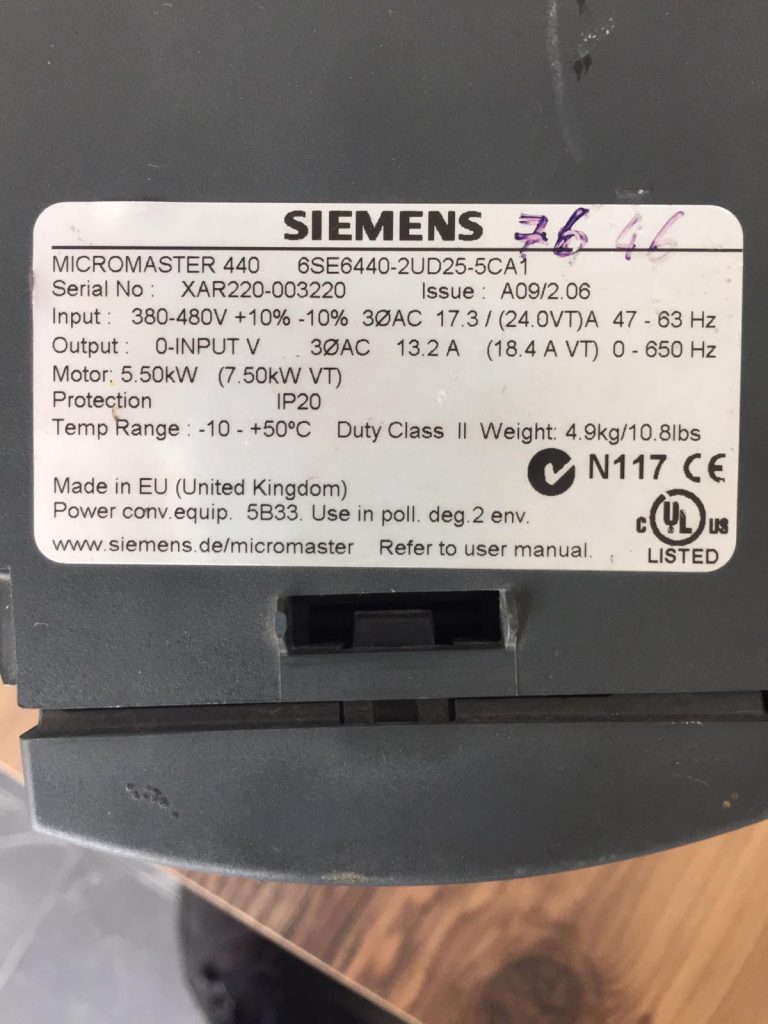 SIEMENS 76 46
MICROMASTER 440 6SE6440-2UD25-5CA1
Serial No : XAR220-003220 Issue : A09/2.06
Input : 380-480V +10% -10% 3ØAC 17.3 / (24.0VT)A 47 - 63 Hz
Output : 0-INPUT V 3ØAC 13.2 A (18.4 A VT) 0 - 650 Hz
Motor: 5.50kW (7.50kW VT)
Protection IP20
Temp Range : -10 - +50ºC Duty Class II Weight: 4.9kg/10.8lbs
N117 CE
Made in EU (United Kingdom)
Power conv.equip. 5B33. Use in poll. deg.2 env.
C UL US
www.siemens.de/micromaster Refer to user manual.
LISTED